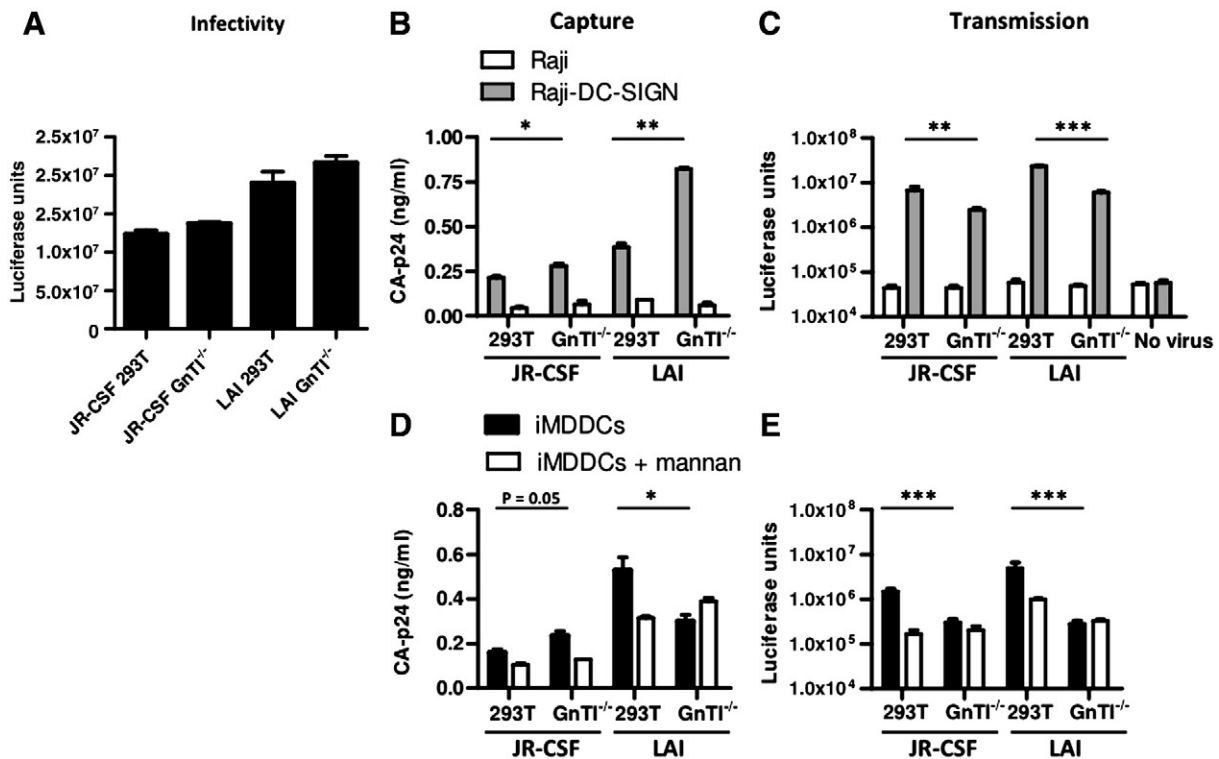 A
Infectivity
Luciferase units
2.5x10⁷
2.5x10⁷
2.5x10⁷
1.0x10⁷
5.0x10⁷
0
JR-CSF 293T
JR-CSF GnTI⁻/⁻
LAI 293T
LAI GnTI⁻/⁻
B
Capture
Raji
Raji-DC-SIGN
CA-p24 (ng/ml)
1.00
0.75
0.50
0.25
0.00
*
**
293T GnTI⁻/⁻ 293T GnTI⁻/⁻
JR-CSF LAI
C
Transmission
Luciferase units
1.0x10⁸
1.0x10⁷
1.0x10⁶
1.0x10⁵
1.0x10⁴
**
***
293T GnTI⁻/⁻ 293T GnTI⁻/⁻ No virus
JR-CSF LAI
D
iMDDCs
iMDDCs + mannan
CA-p24 (ng/ml)
0.8
0.6
0.4
0.2
0.0
P = 0.05
*
293T GnTI⁻/⁻ 293T GnTI⁻/⁻
JR-CSF LAI
E
Luciferase units
1.0x10⁸
1.0x10⁷
1.0x10⁶
1.0x10⁵
1.0x10⁴
***
***
293T GnTI⁻/⁻ 293T GnTI⁻/⁻
JR-CSF LAI